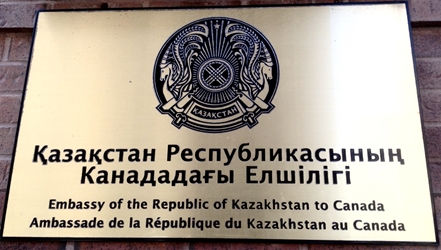 ҚАЗАҚСТАН
Қазақстан Республикасының
Канададағы Елшілігі
Embassy of the Republic of Kazakhstan to Canada
Ambassade de la République du Kazakhstan au Canada